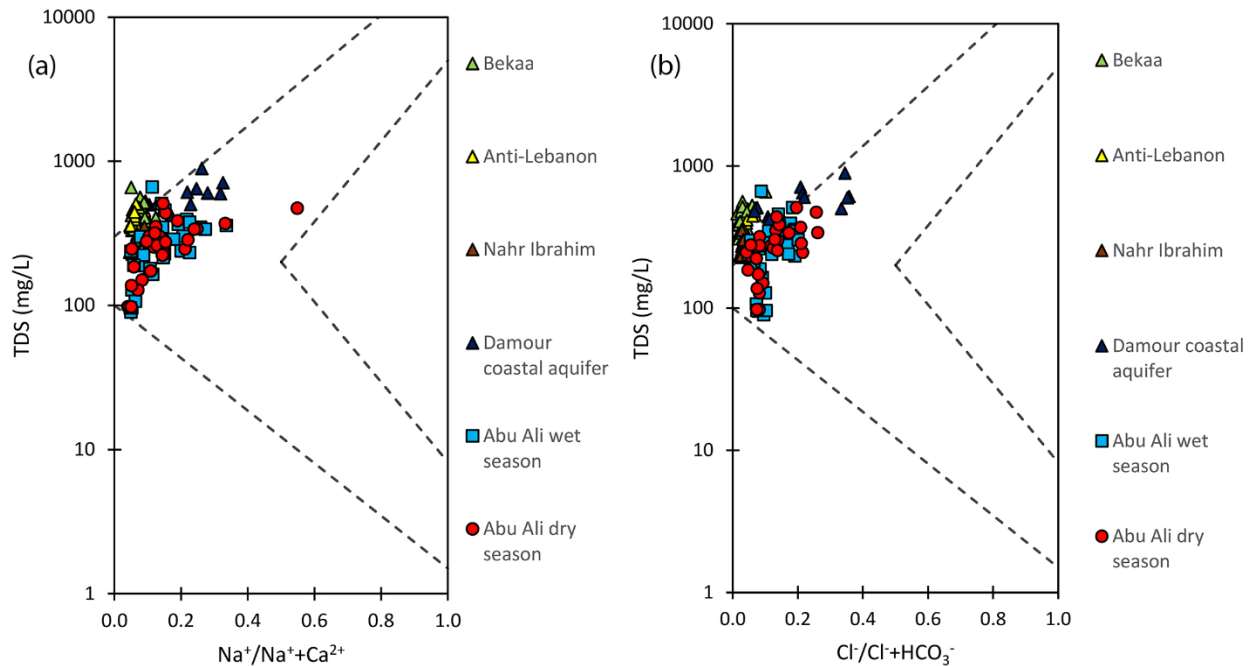 (a)
TDS (mg/L)
10000
1000
100
10
1
0.0 0.2 0.4 0.6 0.8 1.0
Na⁺/Na⁺+Ca²⁺
Bekaa
Anti-Lebanon
Nahr Ibrahim
Damour
coastal aquifer
Abu Ali wet
season
Abu Ali dry
season
(b)
TDS (mg/L)
10000
1000
100
10
1
0.0 0.2 0.4 0.6 0.8 1.0
Cl⁻/Cl⁻+HCO₃⁻
Bekaa
Anti-Lebanon
Nahr Ibrahim
Damour coastal
aquifer
Abu Ali wet
season
Abu Ali dry
season